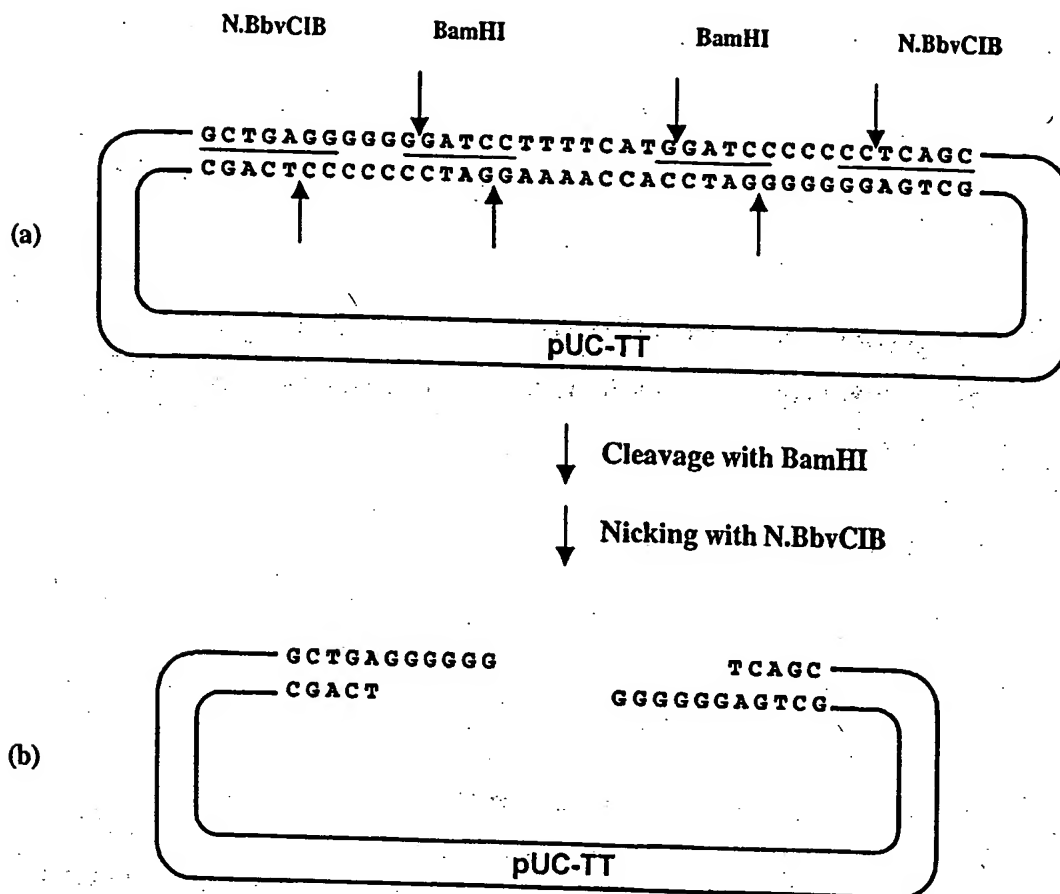 N.BbvCIB BamHI BamHI N.BbvCIB
GCTGAGGGGGGGATCCTTTTCATGGATCCCCCCCTCAGC
CGACTCCCCCCCTAGGAAAACCACCTAGGGGGGGAGTCG
(a)
pUC-TT
Cleavage with BamHI
Nicking with N.BbvCIB
GCTGAGGGGGG TCAGC
CGACT GGGGGGAGTCG
(b)
pUC-TT